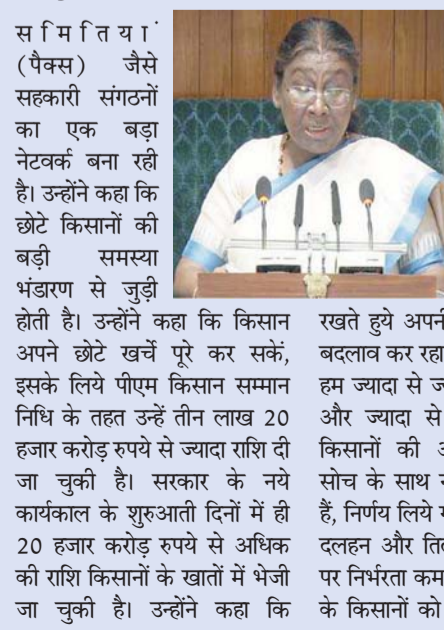 समितियां
(पैक्स) जैसे
सहकारी संगठनों
का एक बड़ा
नेटवर्क बना रही
है। उन्होंने कहा कि
छोटे किसानों की
बड़ी समस्या
भंडारण से जुड़ी
होती है। उन्होंने कहा कि किसान
अपने छोटे खर्चे पूरे कर सकें,
इसके लिये पीएम किसान सम्मान
निधि के तहत उन्हें तीन लाख 20
हजार करोड़ रुपये से ज्यादा राशि दी
जा चुकी है। सरकार के नये
कार्यकाल के शुरुआती दिनों में ही
20 हजार करोड़ रुपये से अधिक
की राशि किसानों के खातों में भेजी
जा चुकी है। उन्होंने कहा कि
रखते हुये अपनी
बदलाव कर रहा
हम ज्यादा से
और ज्यादा से
किसानों की
सोच के साथ
हैं, निर्णय लिये
दलहन और
पर निर्भरता कम
के किसानों को